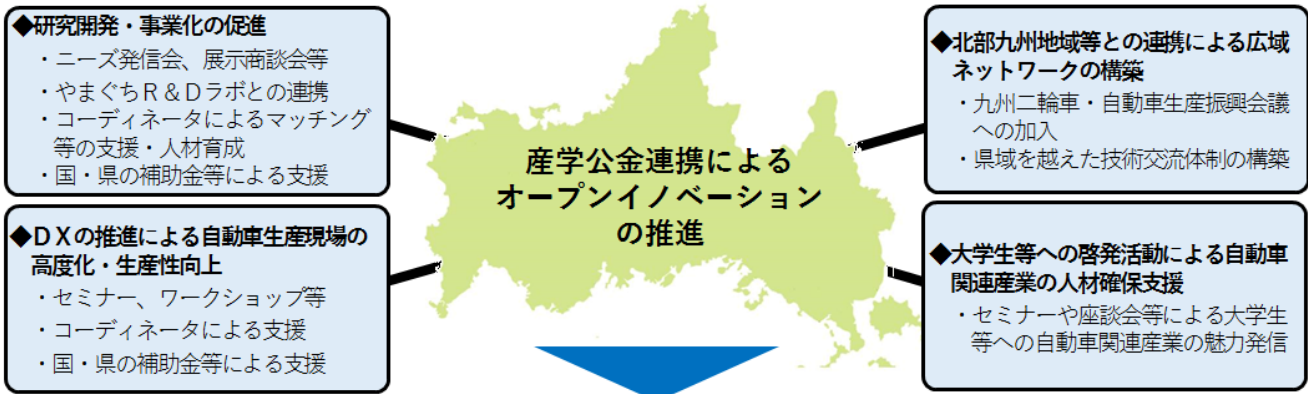 ◆研究開発・事業化の促進
・ニーズ発信会、展示商談会等
・やまぐちR＆Dラボとの連携
・コーディネータによるマッチング
等の支援・人材育成
・国・県の補助金等による支援
◆DXの推進による自動車生産現場の
高度化・生産性向上
・セミナー、ワークショップ等
・コーディネータによる支援
・国・県の補助金等による支援
産学公金連携による
オープンイノベーション
の推進
◆北部九州地域等との連携による広域
ネットワークの構築
・九州二輪車・自動車生産振興会議
への加入
・県域を越えた技術交流体制の構築
◆大学生等への啓発活動による自動車
関連産業の人材確保支援
・セミナーや座談会等による大学生
等への自動車関連産業の魅力発信